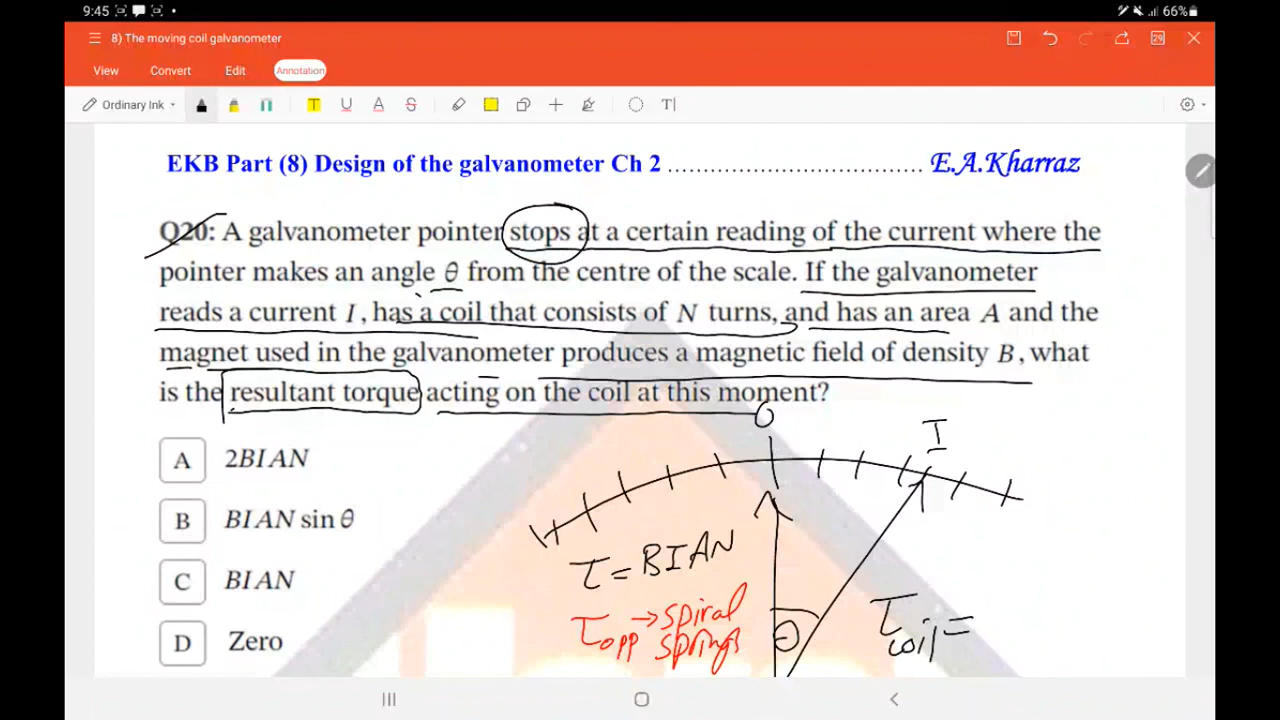 9:45
66%
8) The moving coil galvanometer
29
View Convert Edit Annotation
Ordinary Ink
EKB Part (8) Design of the galvanometer Ch 2 .................................. E.A.Kharraz
Q20: A galvanometer pointer stops at a certain reading of the current where the
pointer makes an angle θ from the centre of the scale. If the galvanometer
reads a current I, has a coil that consists of N turns, and has an area A and the
magnet used in the galvanometer produces a magnetic field of density B, what
is the resultant torque acting on the coil at this moment?
O
I
A 2BIAN
B BIAN sin θ
C BIAN
D Zero
τ = BIAN
τopp → spiral springs
θ
τcoil =